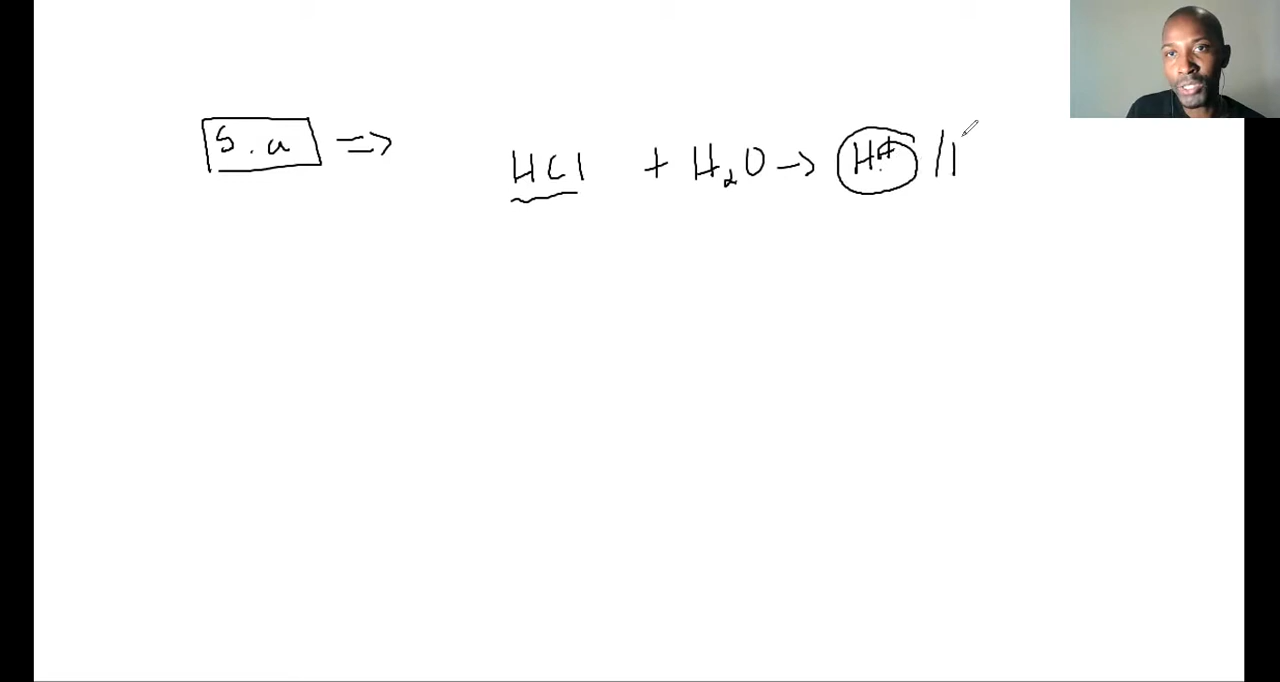 S.a ⇒ HCl + H₂O → H⁺ /